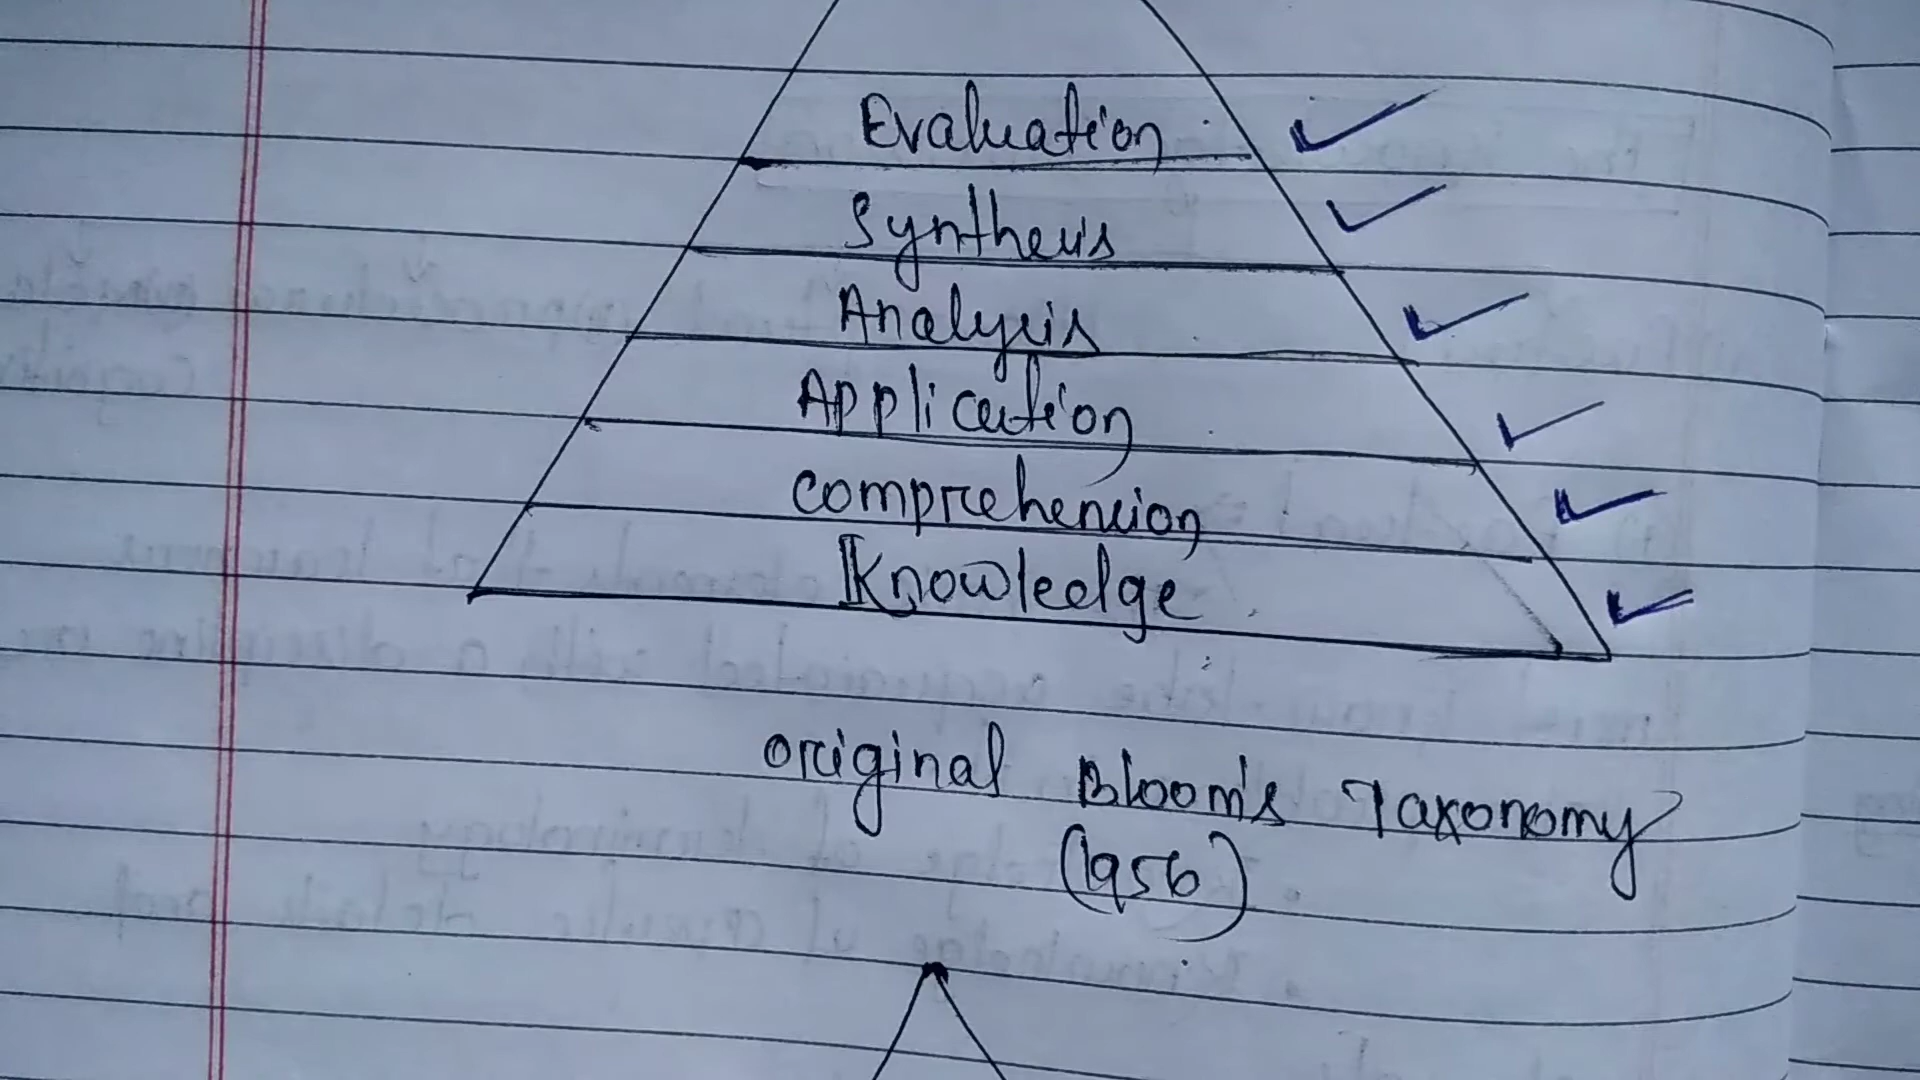 Evaluation
Synthesis
Analysis
Application
comprehension
Knowledge
original Bloom's Taxonomy
(1956)